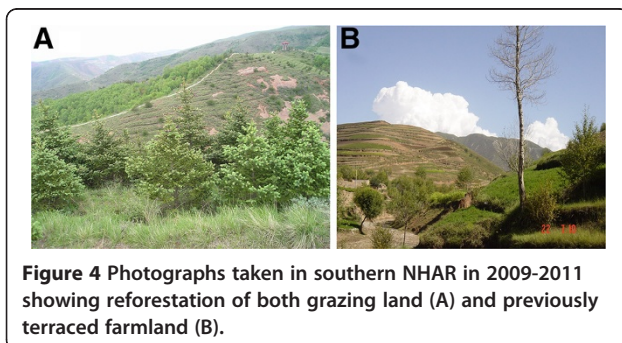 A
B
Figure 4 Photographs taken in southern NHAR in 2009-2011
showing reforestation of both grazing land (A) and previously
terraced farmland (B).